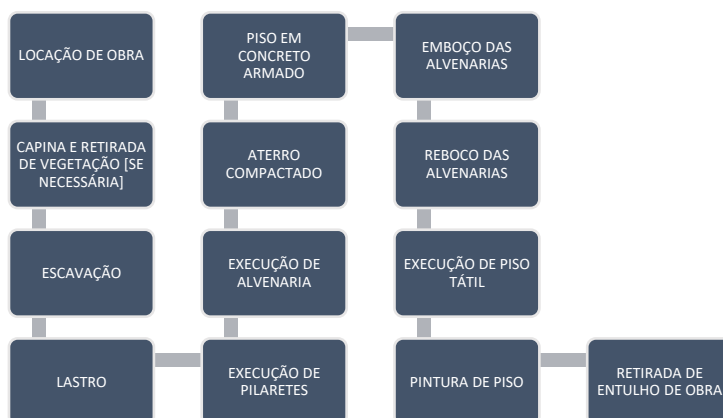 LOCAÇÃO DE OBRA
CAPINA E RETIRADA
DE VEGETAÇÃO [SE
NECESSÁRIA]
ESCAVAÇÃO
LASTRO
EXECUÇÃO DE
PILARETES
EXECUÇÃO DE
ALVENARIA
ATERRO
COMPACTADO
PISO EM
CONCRETO
ARMADO
EMBOÇO DAS
ALVENARIAS
REBOCO DAS
ALVENARIAS
EXECUÇÃO DE PISO
TÁTIL
PINTURA DE PISO
RETIRADA DE
ENTULHO DE OBRA